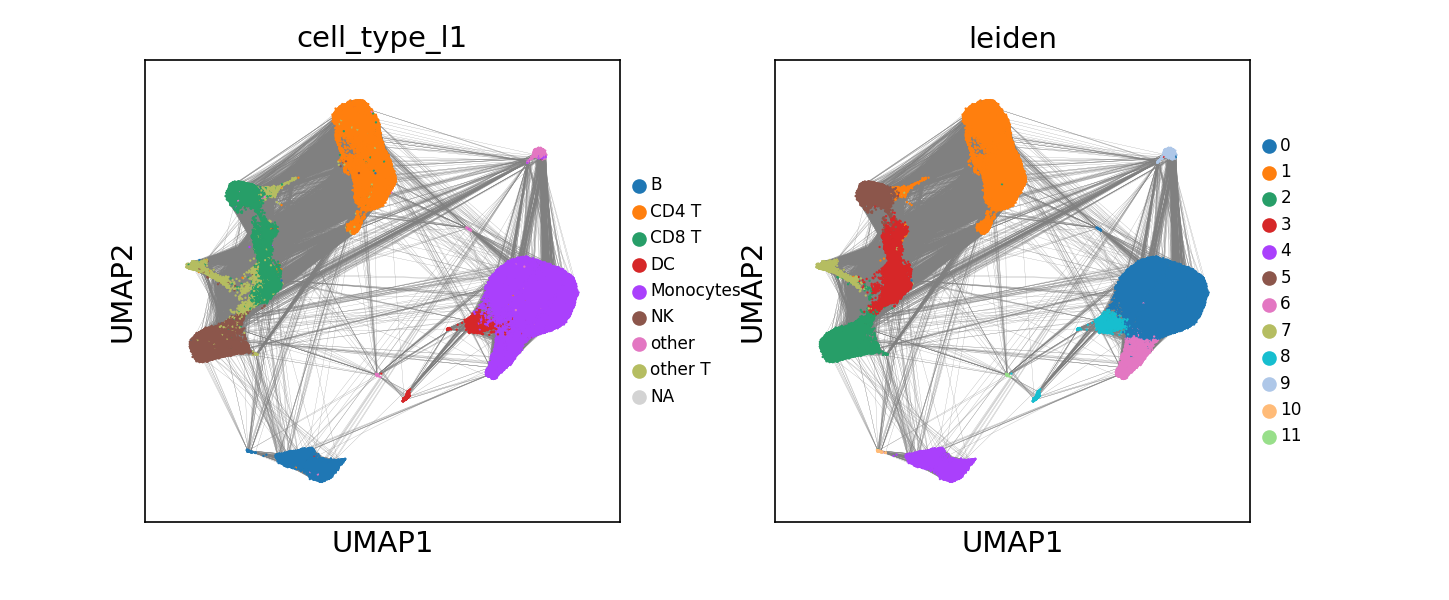 cell_type_l1
UMAP2
UMAP1
B
CD4 T
CD8 T
DC
Monocytes
NK
other
other T
NA
leiden
UMAP2
UMAP1
0
1
2
3
4
5
6
7
8
9
10
11